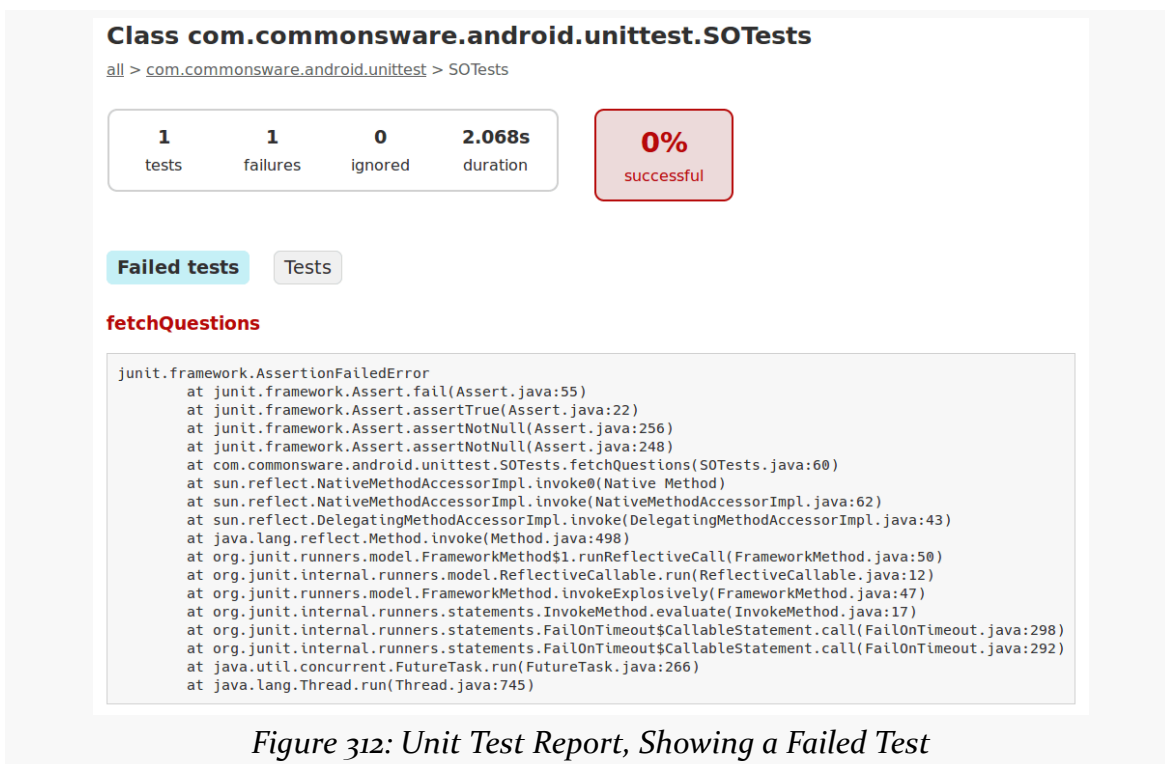 Class com.commonsware.android.unittest.SOTests
all > com.commonsware.android.unittest > SOTests
1 1 0 2.068s
tests failures ignored duration
0%
successful
Failed tests Tests
fetchQuestions
junit.framework.AssertionFailedError
at junit.framework.Assert.fail(Assert.java:55)
at junit.framework.Assert.assertTrue(Assert.java:22)
at junit.framework.Assert.assertNotNull(Assert.java:256)
at junit.framework.Assert.assertNotNull(Assert.java:248)
at com.commonsware.android.unittest.SOTests.fetchQuestions(SOTests.java:60)
at sun.reflect.NativeMethodAccessorImpl.invoke0(Native Method)
at sun.reflect.NativeMethodAccessorImpl.invoke(NativeMethodAccessorImpl.java:62)
at sun.reflect.DelegatingMethodAccessorImpl.invoke(DelegatingMethodAccessorImpl.java:43)
at java.lang.reflect.Method.invoke(Method.java:498)
at org.junit.runners.model.FrameworkMethod$1.runReflectiveCall(FrameworkMethod.java:50)
at org.junit.internal.runners.model.ReflectiveCallable.run(ReflectiveCallable.java:12)
at org.junit.runners.model.FrameworkMethod.invokeExplosively(FrameworkMethod.java:47)
at org.junit.internal.runners.statements.InvokeMethod.evaluate(InvokeMethod.java:17)
at org.junit.internal.runners.statements.FailOnTimeout$CallableStatement.call(FailOnTimeout.java:298)
at org.junit.internal.runners.statements.FailOnTimeout$CallableStatement.call(FailOnTimeout.java:292)
at java.util.concurrent.FutureTask.run(FutureTask.java:266)
at java.lang.Thread.run(Thread.java:745)
Figure 312: Unit Test Report, Showing a Failed Test